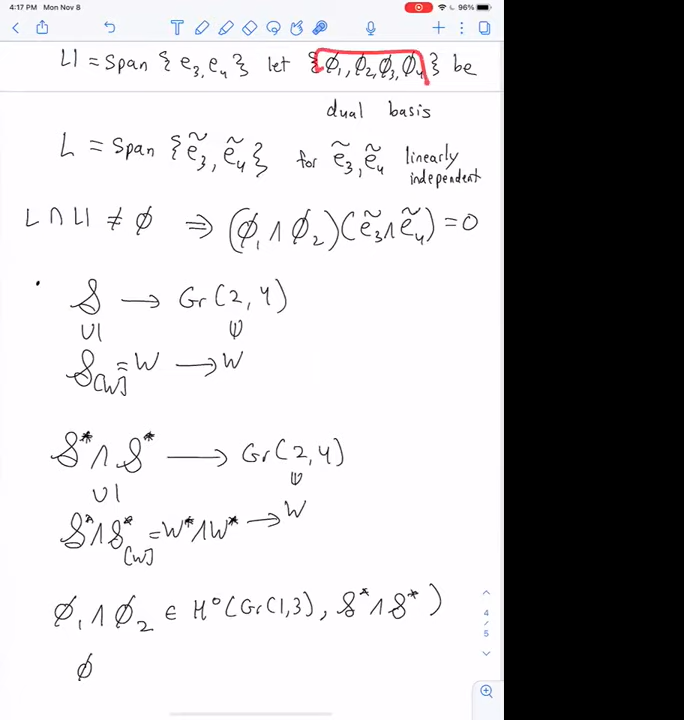 4:17 PM Mon Nov 8
96%
L1 = Span { e₃, e₄ } let { ϕ₁, ϕ₂, ϕ₃, ϕ₄ } be
dual basis
L = Span { ẽ₃, ẽ₄ } for ẽ₃, ẽ₄ linearly
independent
L ∩ L1 ≠ ϕ ⇒ (ϕ₁ ∧ ϕ₂)(ẽ₃ ∧ ẽ₄) = 0
S → Gr(2, 4)
∪| ψ
S_[W] = W → W
S* ∧ S* → Gr(2, 4)
∪| ψ
S* ∧ S*_[W] = W* ∧ W* → W
ϕ₁ ∧ ϕ₂ ∈ H⁰(Gr(1,3), S* ∧ S*)
ϕ
4
/
5